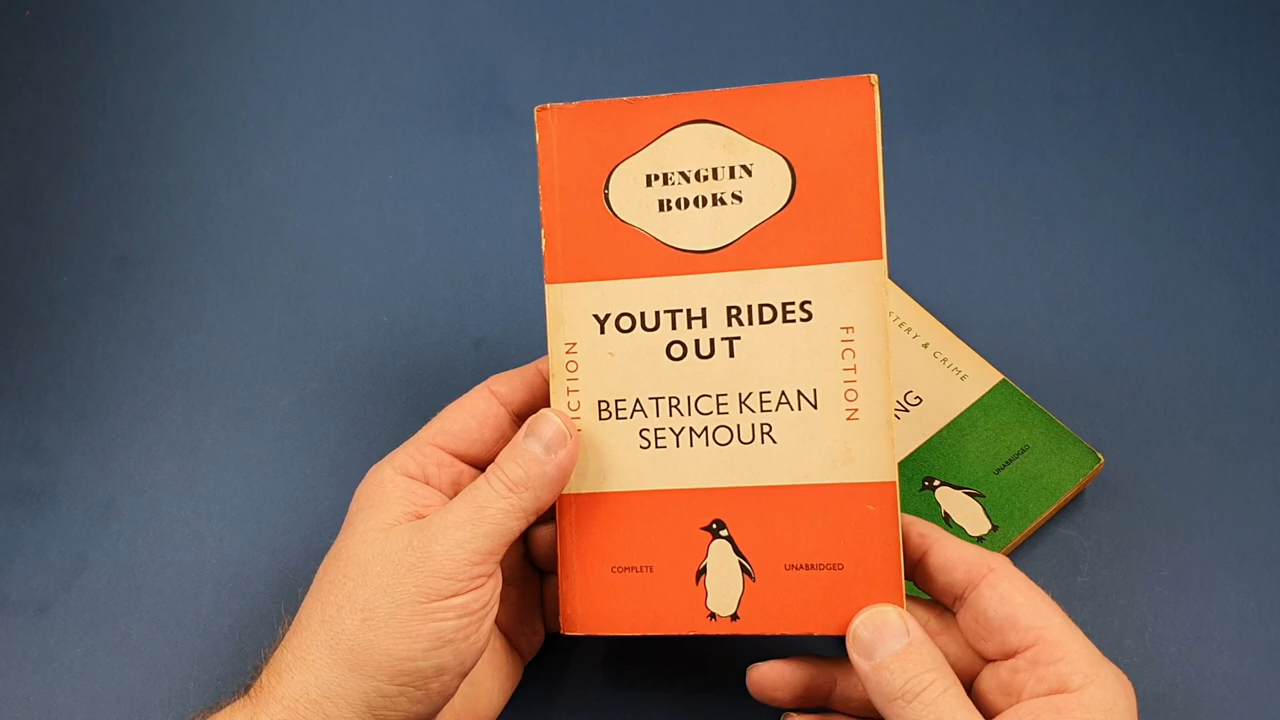 PENGUIN
BOOKS
YOUTH RIDES
OUT
FICTION
FICTION
BEATRICE KEAN
SEYMOUR
COMPLETE
UNABRIDGED
& CRIME
UNABRIDGED